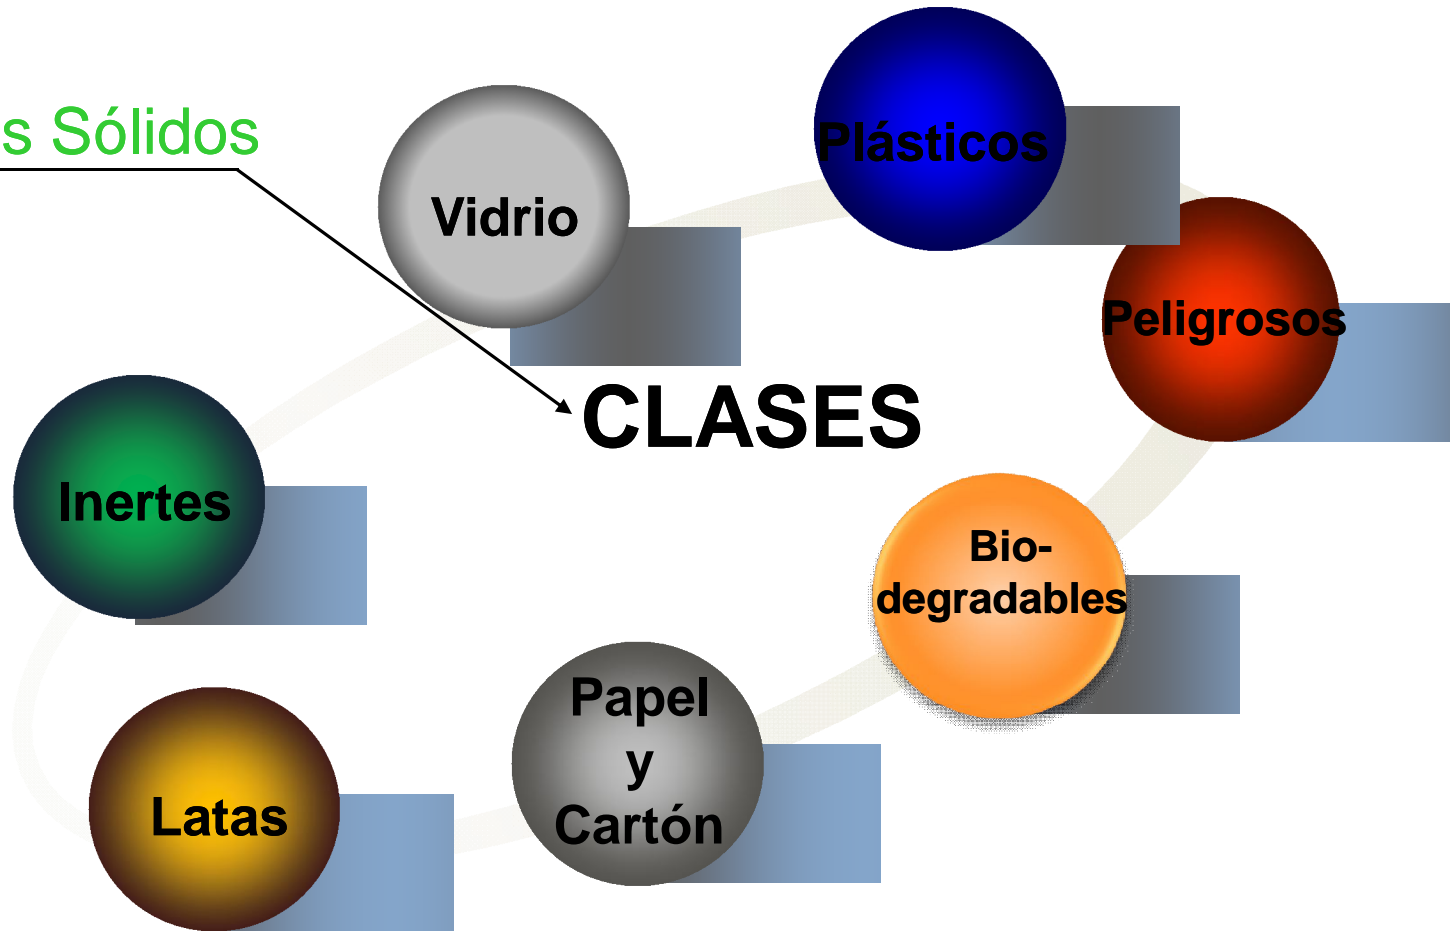 s Sólidos
Vidrio
Plásticos
Peligrosos
CLASES
Inertes
Bio-
degradables
Papel
y
Cartón
Latas